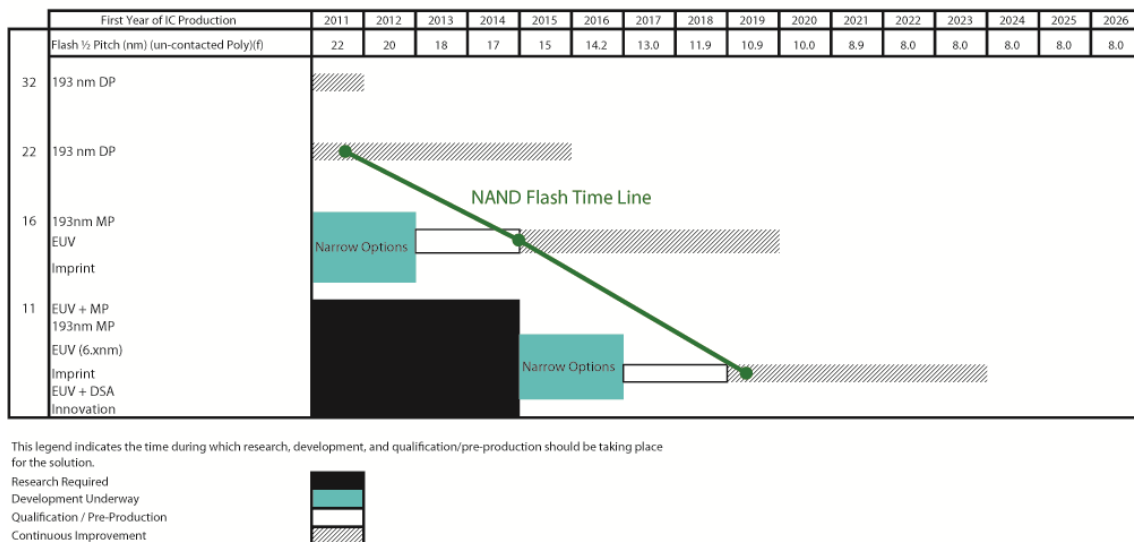 First Year of IC Production 2011 2012 2013 2014 2015 2016 2017 2018 2019 2020 2021 2022 2023 2024 2025 2026
Flash ½ Pitch (nm) (un-contacted Poly)(f) 22 20 18 17 15 14.2 13.0 11.9 10.9 10.0 8.9 8.0 8.0 8.0 8.0 8.0
32 193 nm DP
22 193 nm DP
NAND Flash Time Line
16 193nm MP
EUV
Narrow Options
Imprint
11 EUV + MP
193nm MP
EUV (6.xnm)
Narrow Options
Imprint
EUV + DSA
Innovation
This legend indicates the time during which research, development, and qualification/pre-production should be taking place
for the solution.
Research Required
Development Underway
Qualification / Pre-Production
Continuous Improvement